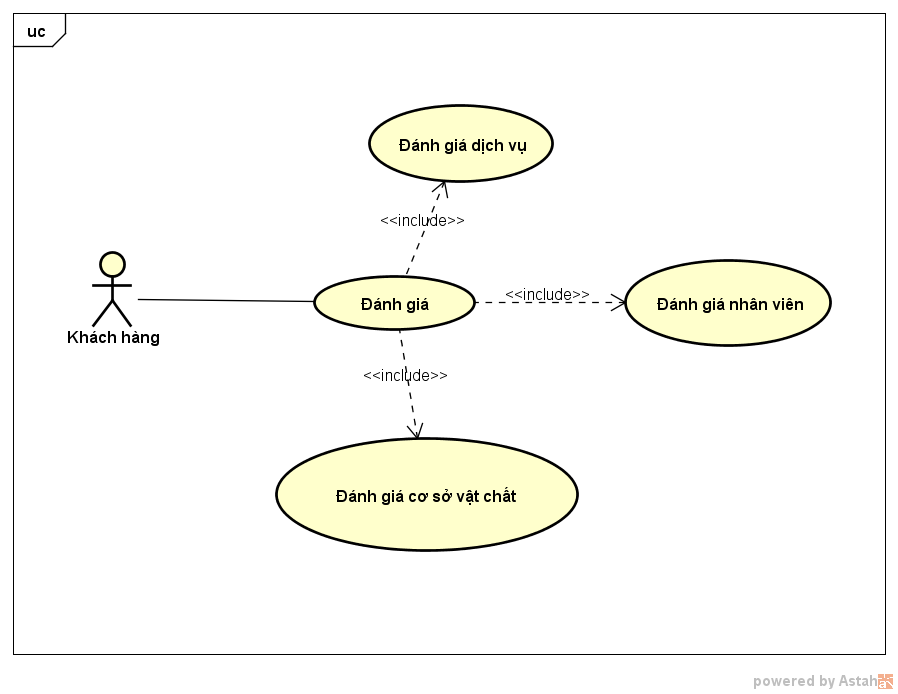 uc
Đánh giá dịch vụ
<<include>>
Đánh giá
<<include>>
Đánh giá nhân viên
Khách hàng
<<include>>
Đánh giá cơ sở vật chất
powered by Astah